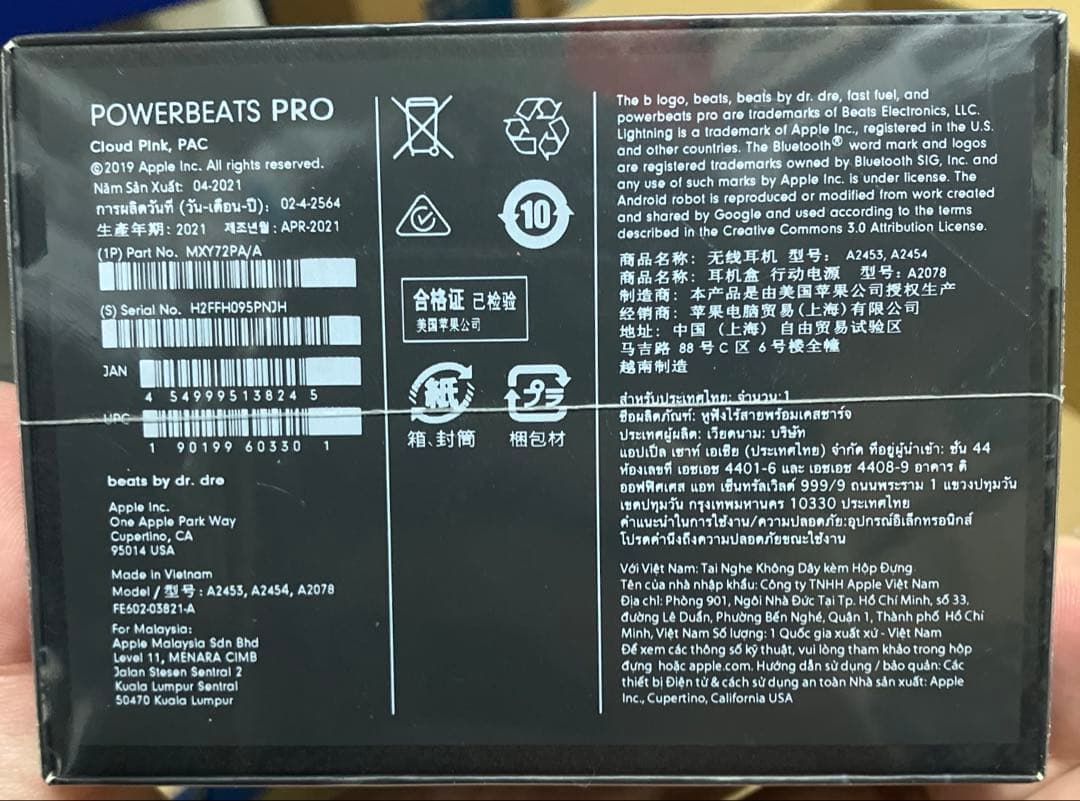 POWERBEATS PRO
Cloud Pink, PAC
©2019 Apple Inc. All rights reserved.
Năm Sản Xuất: 04-2021
การผลิตวันที่ (วัน-เดือน-ปี): 02-4-2564
生產年期: 2021 제조년월: APR-2021
(1P) Part No. MXY72PA/A
(S) Serial No. H2FFH095PNJH
JAN
4 549995138245
UPC
1 90199 60330 1
beats by dr. dre
Apple Inc.
One Apple Park Way
Cupertino, CA
95014 USA
Made in Vietnam
Model / 型号: A2453, A2454, A2078
FE602-03821-A
For Malaysia:
Apple Malaysia Sdn Bhd
Level 11, MENARA CIMB
Jalan Stesen Sentral 2
Kuala Lumpur Sentral
50470 Kuala Lumpur
10
合格证 已检验
美国苹果公司
紙
箱、封筒
プラ
梱包材
The b logo, beats, beats by dr. dre, fast fuel, and
powerbeats pro are trademarks of Beats Electronics, LLC.
Lightning is a trademark of Apple Inc., registered in the U.S.
and other countries. The Bluetooth® word mark and logos
are registered trademarks owned by Bluetooth SIG, Inc. and
any use of such marks by Apple Inc. is under license. The
Android robot is reproduced or modified from work created
and shared by Google and used according to the terms
described in the Creative Commons 3.0 Attribution License.
商品名称: 无线耳机 型号: A2453, A2454
商品名称: 耳机盒 行动电源 型号: A2078
制造商: 本产品是由美国苹果公司授权生产
经销商: 苹果电脑贸易(上海)有限公司
地址: 中国 (上海) 自由贸易试验区
马吉路 88 号 C 区 6 号楼全幢
越南制造
สำหรับประเทศไทย: จำนวน:1
ชื่อผลิตภัณฑ์: หูฟังไร้สายพร้อมเคสชาร์จ
ประเทศผู้ผลิต: เวียดนาม: บริษัท
แอปเปิ้ล เซาท์ เอเชีย (ประเทศไทย) จำกัด ที่อยู่ผู้นำเข้า: ชั้น 44
ห้องเลขที่ เอชเอช 4401-6 และ เอชเอช 4408-9 อาคาร ดิ
ออฟฟิศเศส แอท เซ็นทรัลเวิลด์ 999/9 ถนนพระราม 1 แขวงปทุมวัน
เขตปทุมวัน กรุงเทพมหานคร 10330 ประเทศไทย
คำแนะนำในการใช้งาน/ความปลอดภัย:อุปกรณ์อิเล็กทรอนิกส์
โปรดคำนึงถึงความปลอดภัยขณะใช้งาน
Với Việt Nam: Tai Nghe Không Dây kèm Hộp Đựng
Tên của nhà nhập khẩu: Công ty TNHH Apple Việt Nam
Địa chỉ: Phòng 901, Ngôi Nhà Đức Tại Tp. Hồ Chí Minh, số 33,
đường Lê Duẩn, Phường Bến Nghé, Quận 1, Thành phố Hồ Chí
Minh, Việt Nam Số lượng: 1 Quốc gia xuất xứ - Việt Nam
Để xem các thông số kỹ thuật, vui lòng tham khảo trong hộp
đựng hoặc apple.com. Hướng dẫn sử dụng / bảo quản: Các
thiết bị Điện tử & cách sử dụng an toàn Nhà sản xuất: Apple
Inc., Cupertino, California USA